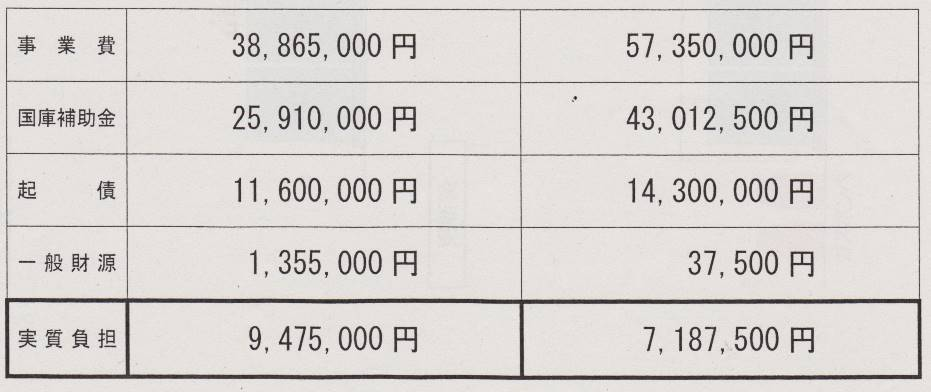 事業費 38,865,000円 57,350,000円
国庫補助金 25,910,000円 43,012,500円
起債 11,600,000円 14,300,000円
一般財源 1,355,000円 37,500円
実質負担 9,475,000円 7,187,500円